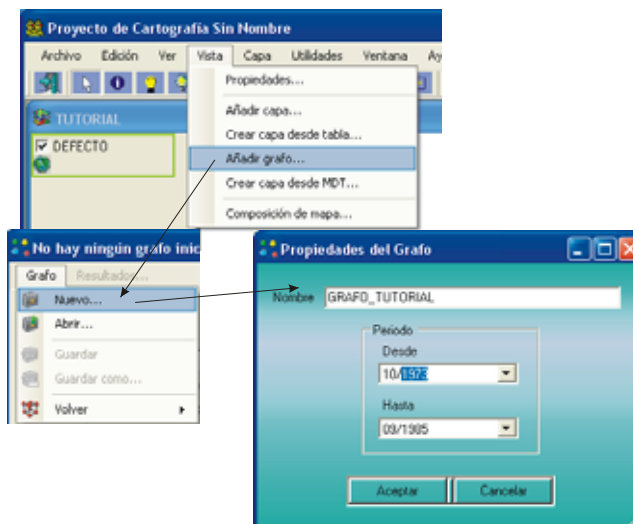 Proyecto de Cartografía Sin Nombre
Archivo Edición Ver Vista Capa Utilidades Ventana Ay
Propiedades...
TUTORIAL
Añadir capa...
Crear capa desde tabla...
DEFECTO
Añadir grafo...
Crear capa desde MDT...
Composición de mapa...
No hay ningún grafo inic
Grafo Resultados...
Nuevo...
Abrir...
Guardar
Guardar como...
Volver
Propiedades del Grafo
Nombre GRAFO_TUTORIAL
Periodo
Desde
10/1973
Hasta
09/1985
Aceptar Cancelar